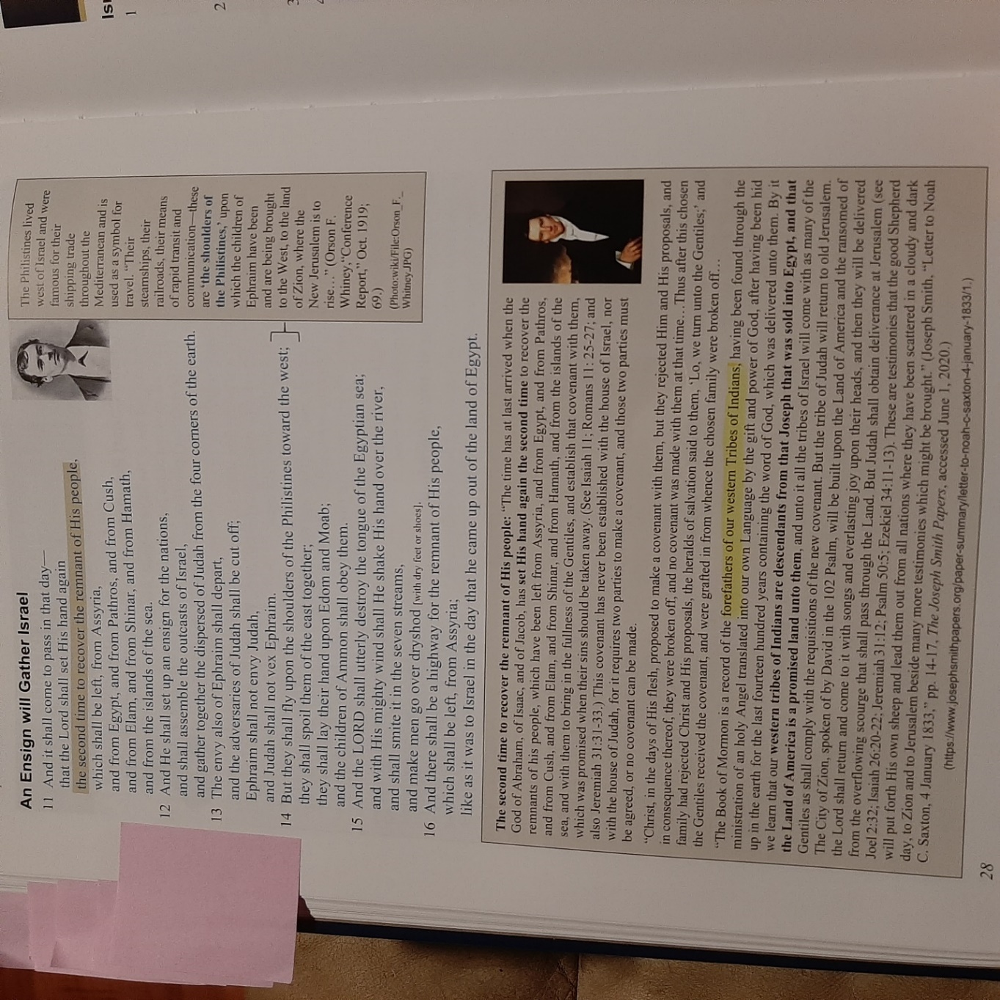 An Ensign will Gather Israel
11 And it shall come to pass in that day—
that the Lord shall set His hand again
the second time to recover the remnant of His people,
which shall be left, from Assyria,
and from Egypt, and from Pathros, and from Cush,
and from Elam, and from Shinar, and from Hamath,
and from the islands of the sea.
12 And He shall set up an ensign for the nations,
and shall assemble the outcasts of Israel,
and gather together the dispersed of Judah from the four corners of the earth.
13 The envy also of Ephraim shall depart,
and the adversaries of Judah shall be cut off;
Ephraim shall not envy Judah,
and Judah shall not vex Ephraim.
14 But they shall fly upon the shoulders of the Philistines toward the west;
they shall spoil them of the east together;
they shall lay their hand upon Edom and Moab;
and the children of Ammon shall obey them.
15 And the LORD shall utterly destroy the tongue of the Egyptian sea;
and with His mighty wind shall He shake His hand over the river,
and shall smite it in the seven streams,
and make men go over dryshod [with dry feet or shoes].
16 And there shall be a highway for the remnant of His people,
which shall be left, from Assyria;
like as it was to Israel in the day that he came up out of the land of Egypt.
The Philistines lived
west of Israel and were
famous for their
shipping trade
throughout the
Mediterranean and is
used as a symbol for
travel. “Their
steamships, their
railroads, their means
of rapid transit and
communication—these
are ‘the shoulders of
the Philistines,’ upon
which the children of
Ephraim have been
and are being brought
to the West, to the land
of Zion, where the
New Jerusalem is to
rise…” (Orson F.
Whiney,“Conference
Report,” Oct. 1919;
69.)
(Photo:wiki/File:Orson_F._
Whitney.JPG)
The second time to recover the remnant of His people: “The time has at last arrived when the
God of Abraham, of Isaac, and of Jacob, has set His hand again the second time to recover the
remnants of his people, which have been left from Assyria, and from Egypt, and from Pathros,
and from Cush, and from Elam, and from Shinar, and from Hamath, and from the islands of the
sea, and with them to bring in the fullness of the Gentiles, and establish that covenant with them,
which was promised when their sins should be taken away. (See Isaiah 11; Romans 11: 25-27; and
also Jeremiah 31:31-33.) This covenant has never been established with the house of Israel, nor
with the house of Judah, for it requires two parties to make a covenant, and those two parties must
be agreed, or no covenant can be made.
“Christ, in the days of His flesh, proposed to make a covenant with them, but they rejected Him and His proposals, and
in consequence thereof, they were broken off, and no covenant was made with them at that time…Thus after this chosen
family had rejected Christ and His proposals, the heralds of salvation said to them, ‘Lo, we turn unto the Gentiles;’ and
the Gentiles received the covenant, and were grafted in from whence the chosen family were broken off…
“The Book of Mormon is a record of the forefathers of our western Tribes of Indians; having been found through the
ministration of an holy Angel translated into our own Language by the gift and power of God, after having been hid
up in the earth for the last fourteen hundred years containing the word of God, which was delivered unto them. By it
we learn that our western tribes of Indians are descendants from that Joseph that was sold into Egypt, and that
the Land of America is a promised land unto them, and unto it all the tribes of Israel will come with as many of the
Gentiles as shall comply with the requisitions of the new covenant. But the tribe of Judah will return to old Jerusalem.
The City of Zion, spoken of by David in the 102 Psalm, will be built upon the Land of America and the ransomed of
the Lord shall return and come to it with songs and everlasting joy upon their heads, and then they will be delivered
from the overflowing scourge that shall pass through the Land. But Judah shall obtain deliverance at Jerusalem (see
Joel 2:32; Isaiah 26:20-22; Jeremiah 31:12; Psalm 50:5; Ezekiel 34:11-13). These are testimonies that the good Shepherd
will put forth His own sheep and lead them out from all nations where they have been scattered in a cloudy and dark
day, to Zion and to Jerusalem beside many more testimonies which might be brought.” (Joseph Smith, “Letter to Noah
C. Saxton, 4 January 1833,” pp. 14-17, The Joseph Smith Papers, accessed June 1, 2020.)
(https://www.josephsmithpapers.org/paper-summary/letter-to-noah-c-saxton-4-january-1833/1.)
28
1
2